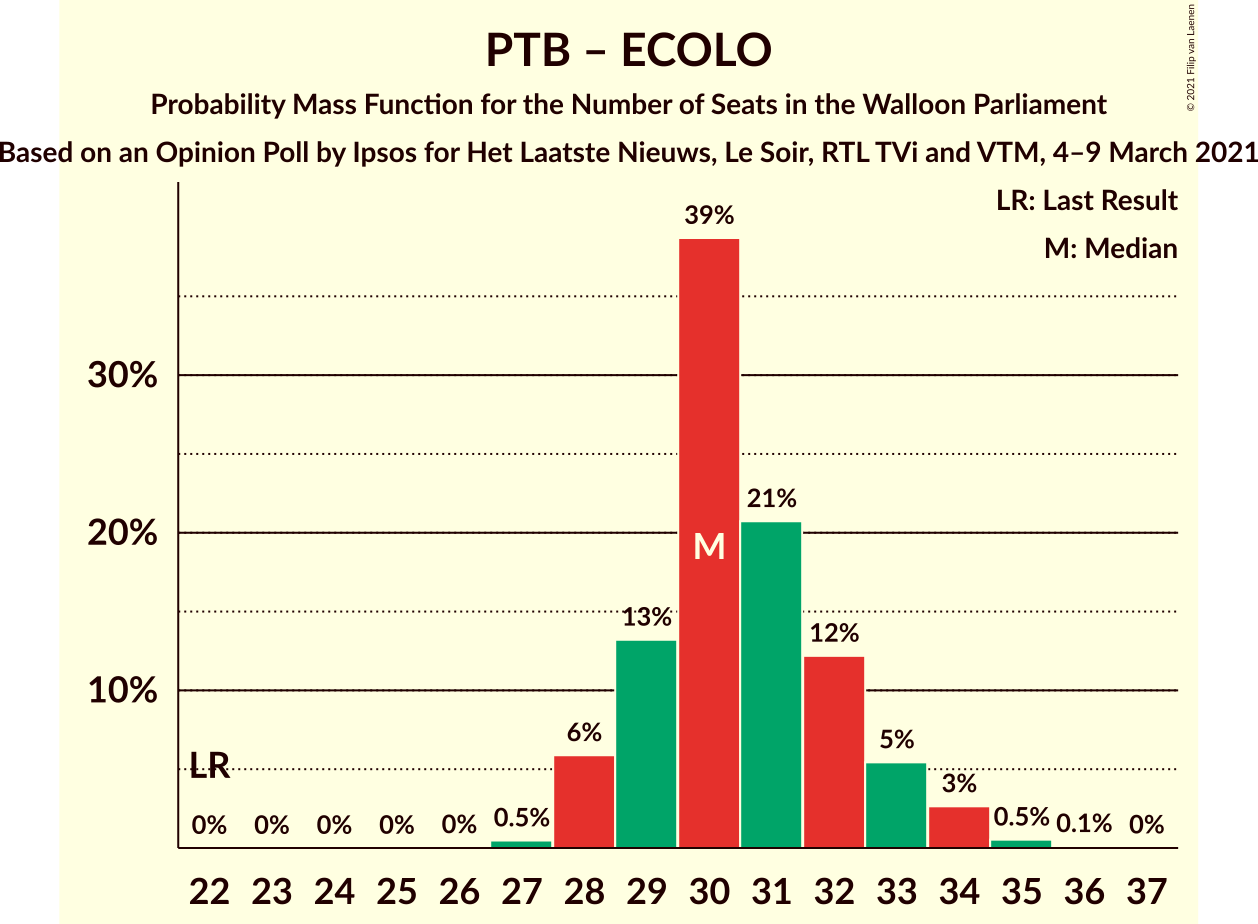 PTB – ECOLO
Probability Mass Function for the Number of Seats in the Walloon Parliament
Based on an Opinion Poll by Ipsos for Het Laatste Nieuws, Le Soir, RTL TVi and VTM, 4–9 March 2021
© 2021 Filip van Laenen
LR: Last Result
M: Median
39%
30%
21%
20%
M
13%
12%
10%
6%
5%
LR
3%
0% 0% 0% 0% 0% 0.5% 0.5% 0.1% 0%
22 23 24 25 26 27 28 29 30 31 32 33 34 35 36 37